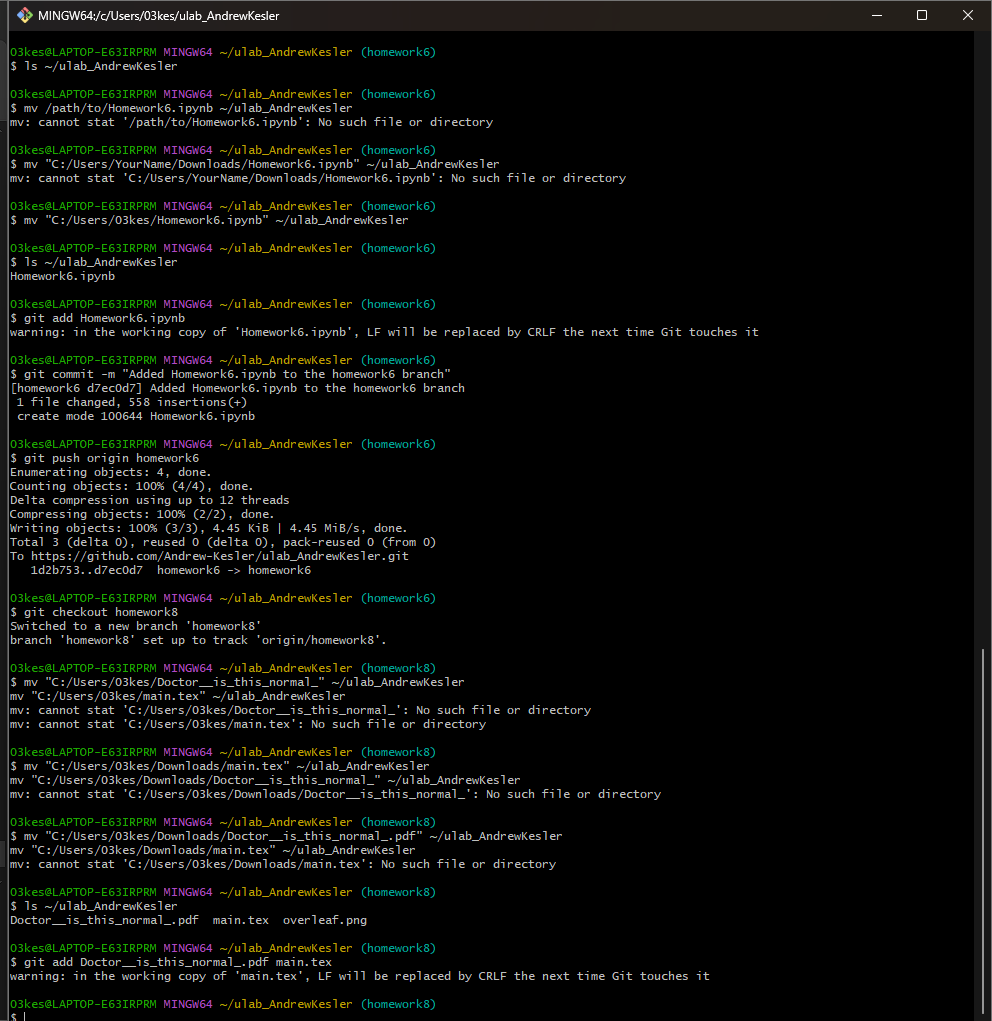 MINGW64:/c/Users/03kes/ulab_AndrewKesler
03kes@LAPTOP-E63IRPRM MINGW64 ~/ulab_AndrewKesler (homework6)
$ ls ~/ulab_AndrewKesler
03kes@LAPTOP-E63IRPRM MINGW64 ~/ulab_AndrewKesler (homework6)
$ mv /path/to/Homework6.ipynb ~/ulab_AndrewKesler
mv: cannot stat '/path/to/Homework6.ipynb': No such file or directory
03kes@LAPTOP-E63IRPRM MINGW64 ~/ulab_AndrewKesler (homework6)
$ mv "C:/Users/YourName/Downloads/Homework6.ipynb" ~/ulab_AndrewKesler
mv: cannot stat 'C:/Users/YourName/Downloads/Homework6.ipynb': No such file or directory
03kes@LAPTOP-E63IRPRM MINGW64 ~/ulab_AndrewKesler (homework6)
$ mv "C:/Users/03kes/Homework6.ipynb" ~/ulab_AndrewKesler
03kes@LAPTOP-E63IRPRM MINGW64 ~/ulab_AndrewKesler (homework6)
$ ls ~/ulab_AndrewKesler
Homework6.ipynb
03kes@LAPTOP-E63IRPRM MINGW64 ~/ulab_AndrewKesler (homework6)
$ git add Homework6.ipynb
warning: in the working copy of 'Homework6.ipynb', LF will be replaced by CRLF the next time Git touches it
03kes@LAPTOP-E63IRPRM MINGW64 ~/ulab_AndrewKesler (homework6)
$ git commit -m "Added Homework6.ipynb to the homework6 branch"
[homework6 d7ec0d7] Added Homework6.ipynb to the homework6 branch
 1 file changed, 558 insertions(+)
 create mode 100644 Homework6.ipynb
03kes@LAPTOP-E63IRPRM MINGW64 ~/ulab_AndrewKesler (homework6)
$ git push origin homework6
Enumerating objects: 4, done.
Counting objects: 100% (4/4), done.
Delta compression using up to 12 threads
Compressing objects: 100% (2/2), done.
Writing objects: 100% (3/3), 4.45 KiB | 4.45 MiB/s, done.
Total 3 (delta 0), reused 0 (delta 0), pack-reused 0 (from 0)
To https://github.com/Andrew-Kesler/ulab_AndrewKesler.git
   1d2b753..d7ec0d7  homework6 -> homework6
03kes@LAPTOP-E63IRPRM MINGW64 ~/ulab_AndrewKesler (homework6)
$ git checkout homework8
Switched to a new branch 'homework8'
branch 'homework8' set up to track 'origin/homework8'.
03kes@LAPTOP-E63IRPRM MINGW64 ~/ulab_AndrewKesler (homework8)
$ mv "C:/Users/03kes/Doctor__is_this_normal_" ~/ulab_AndrewKesler
mv "C:/Users/03kes/main.tex" ~/ulab_AndrewKesler
mv: cannot stat 'C:/Users/03kes/Doctor__is_this_normal_': No such file or directory
mv: cannot stat 'C:/Users/03kes/main.tex': No such file or directory
03kes@LAPTOP-E63IRPRM MINGW64 ~/ulab_AndrewKesler (homework8)
$ mv "C:/Users/03kes/Downloads/main.tex" ~/ulab_AndrewKesler
mv "C:/Users/03kes/Downloads/Doctor__is_this_normal_" ~/ulab_AndrewKesler
mv: cannot stat 'C:/Users/03kes/Downloads/Doctor__is_this_normal_': No such file or directory
03kes@LAPTOP-E63IRPRM MINGW64 ~/ulab_AndrewKesler (homework8)
$ mv "C:/Users/03kes/Downloads/Doctor__is_this_normal_.pdf" ~/ulab_AndrewKesler
mv "C:/Users/03kes/Downloads/main.tex" ~/ulab_AndrewKesler
mv: cannot stat 'C:/Users/03kes/Downloads/main.tex': No such file or directory
03kes@LAPTOP-E63IRPRM MINGW64 ~/ulab_AndrewKesler (homework8)
$ ls ~/ulab_AndrewKesler
Doctor__is_this_normal_.pdf  main.tex  overleaf.png
03kes@LAPTOP-E63IRPRM MINGW64 ~/ulab_AndrewKesler (homework8)
$ git add Doctor__is_this_normal_.pdf main.tex
warning: in the working copy of 'main.tex', LF will be replaced by CRLF the next time Git touches it
03kes@LAPTOP-E63IRPRM MINGW64 ~/ulab_AndrewKesler (homework8)
$